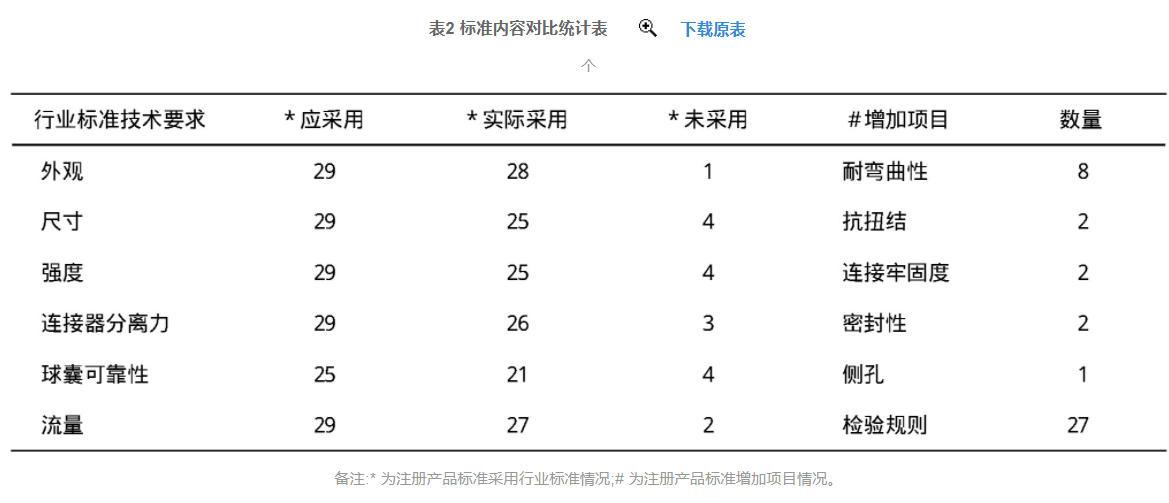 表2 标准内容对比统计表 下载原表
个
行业标准技术要求 * 应采用 * 实际采用 * 未采用 #增加项目 数量
外观 29 28 1 耐弯曲性 8
尺寸 29 25 4 抗扭结 2
强度 29 25 4 连接牢固度 2
连接器分离力 29 26 3 密封性 2
球囊可靠性 25 21 4 侧孔 1
流量 29 27 2 检验规则 27
备注:* 为注册产品标准采用行业标准情况;# 为注册产品标准增加项目情况。